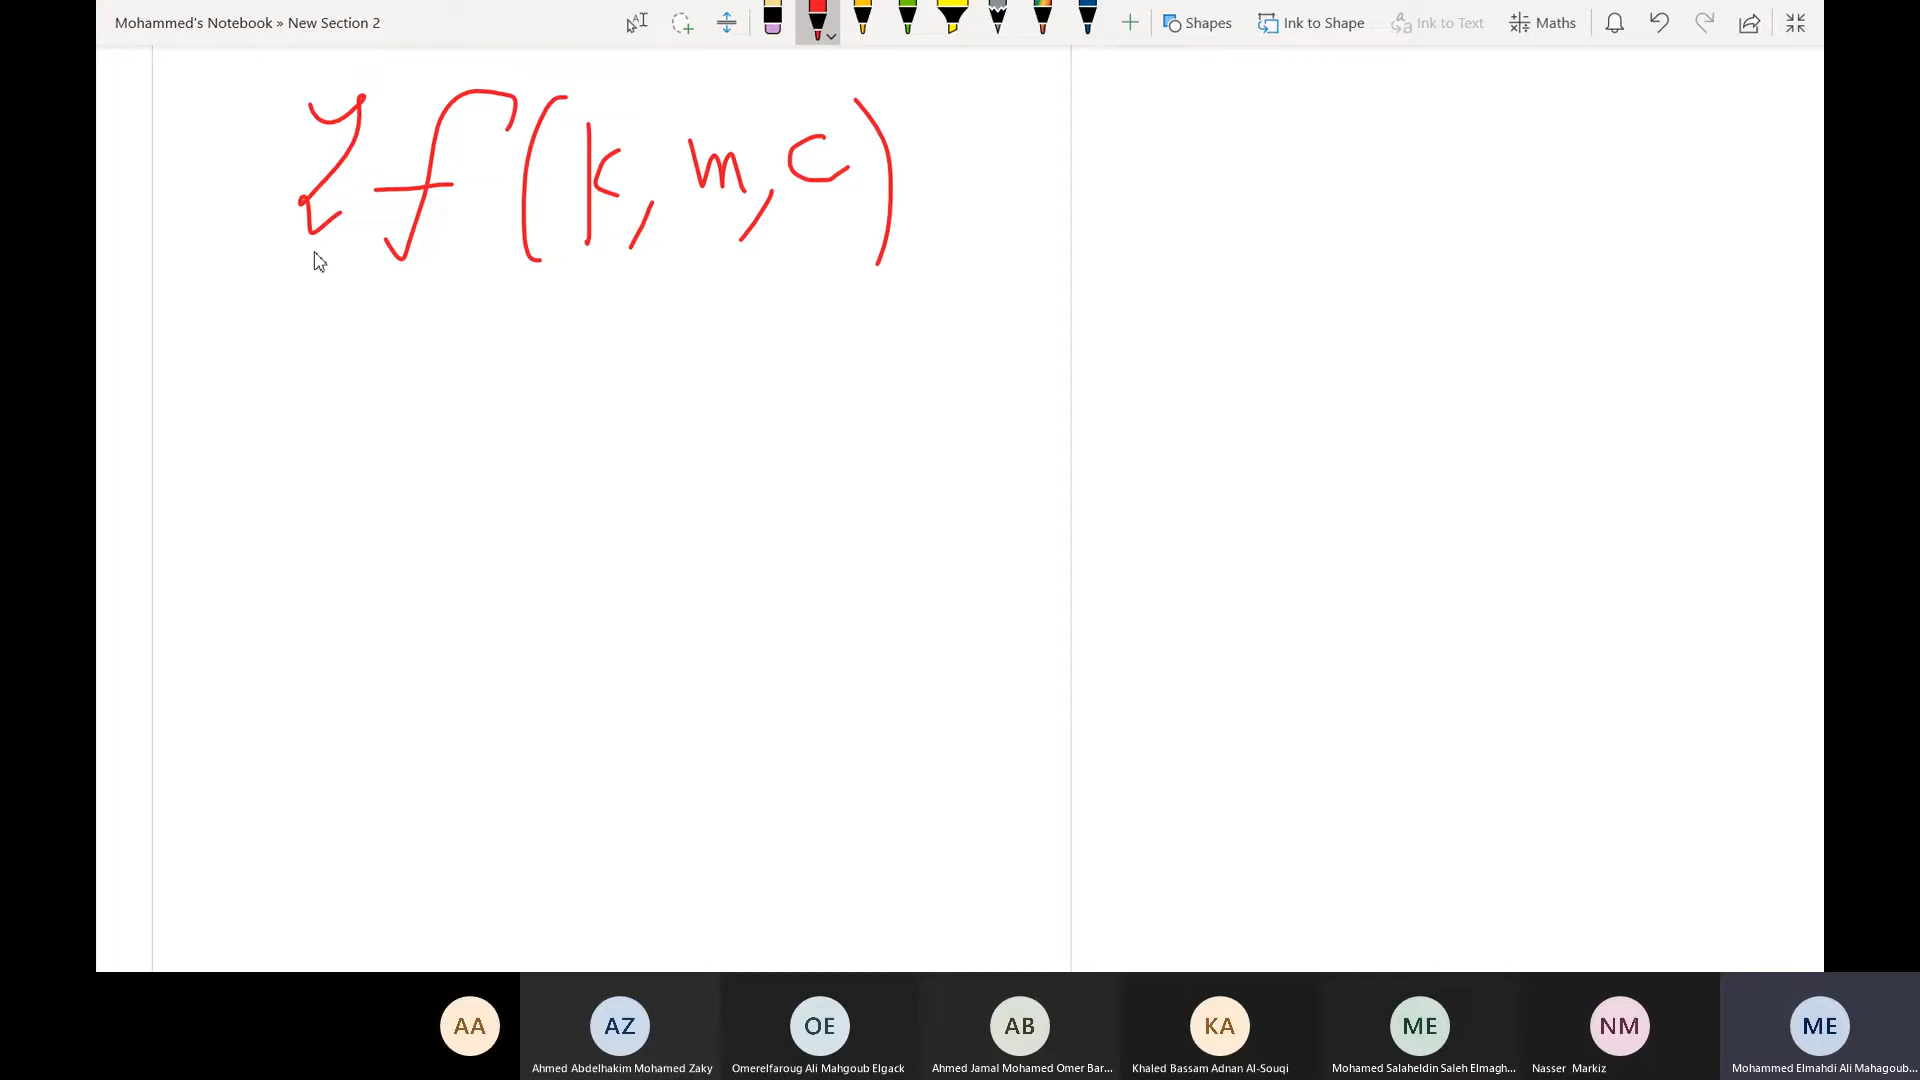 Mohammed's Notebook » New Section 2
Shapes
Ink to Shape
Ink to Text
Maths
f(k, m, c)
AA
AZ
OE
AB
KA
ME
NM
ME
Ahmed Abdelhakim Mohamed Zaky
Omerelfaroug Ali Mahgoub Elgack
Ahmed Jamal Mohamed Omer Bar...
Khaled Bassam Adnan Al-Souqi
Mohamed Salaheldin Saleh Elmagh...
Nasser Markiz
Mohammed Elmahdi Ali Mahagoub...